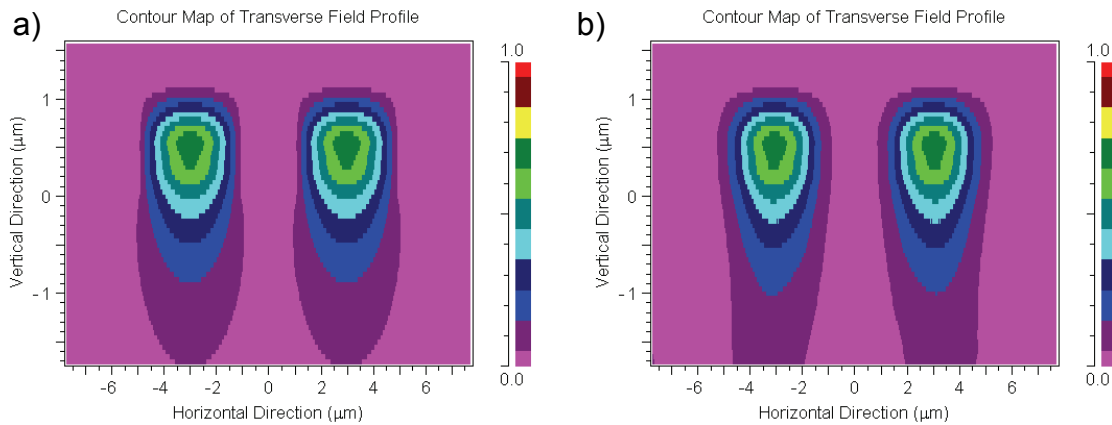 a)
Contour Map of Transverse Field Profile
1.0
1
0
-1
Vertical Direction (μm)
0.0
-6 -4 -2 0 2 4 6
Horizontal Direction (μm)
b)
Contour Map of Transverse Field Profile
1.0
1
0
-1
Vertical Direction (μm)
0.0
-6 -4 -2 0 2 4 6
Horizontal Direction (μm)